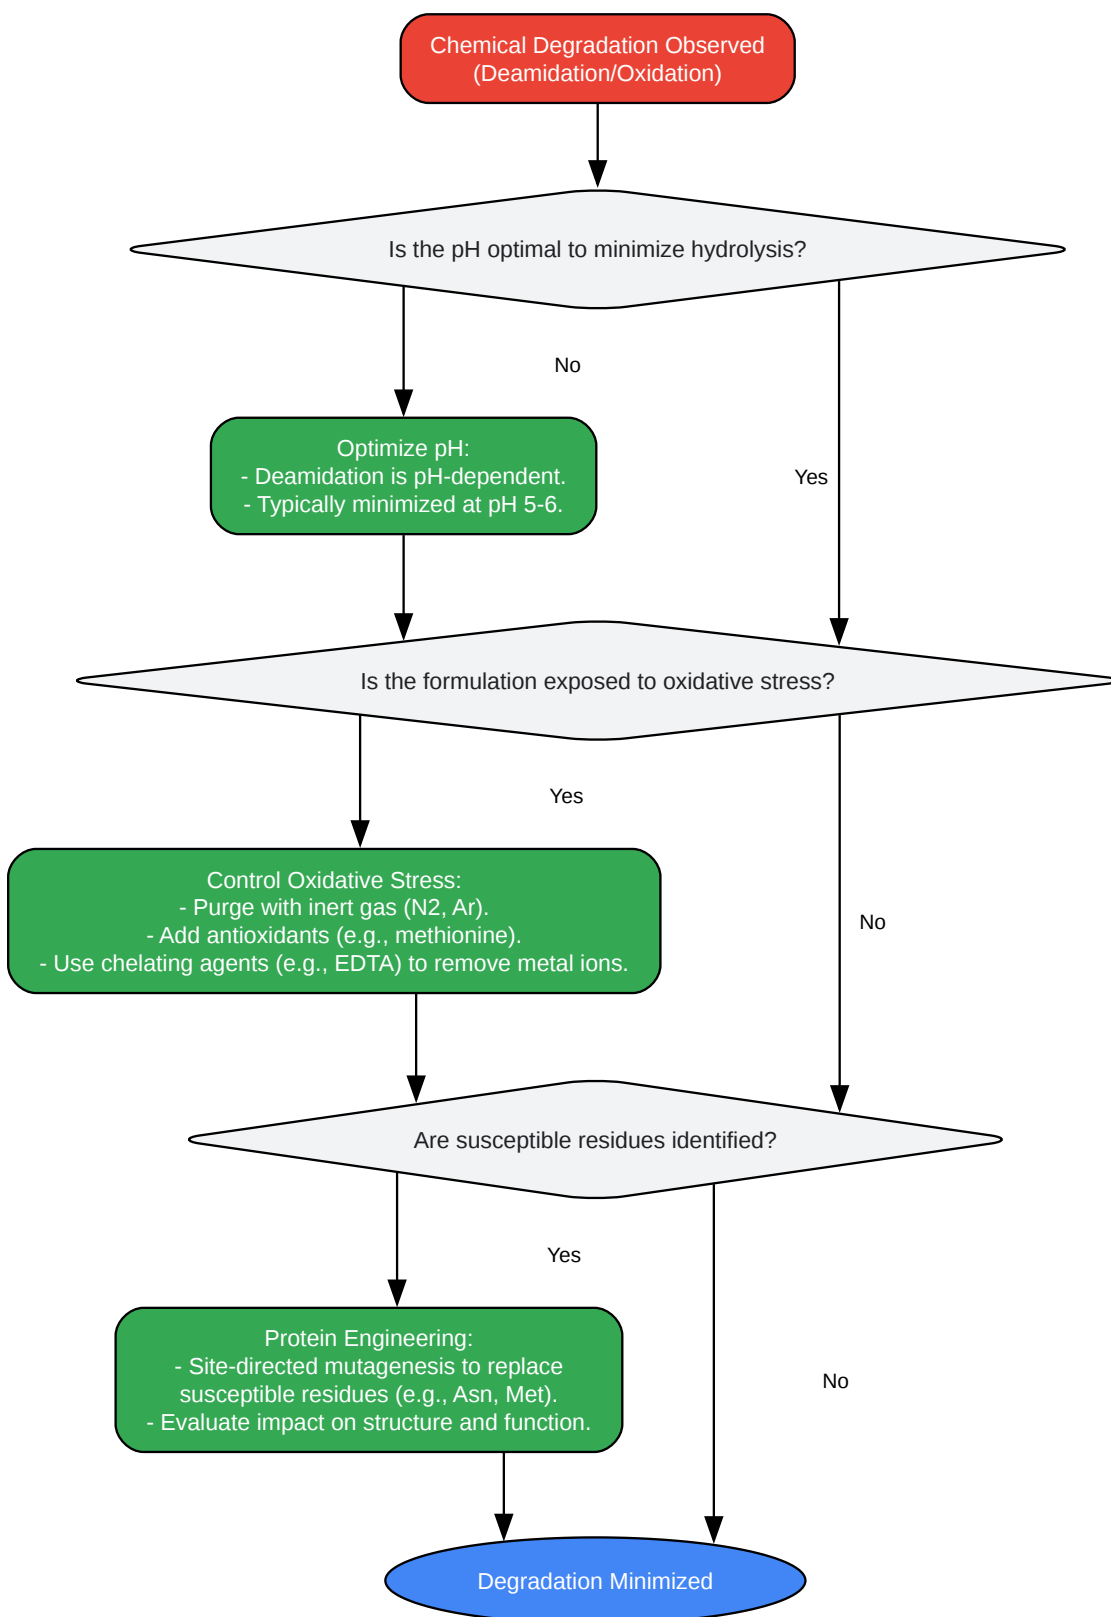 Chemical Degradation Observed
(Deamidation/Oxidation)
Is the pH optimal to minimize hydrolysis?
No
Optimize pH:
- Deamidation is pH-dependent.
- Typically minimized at pH 5-6.
Yes
Is the formulation exposed to oxidative stress?
Yes
Control Oxidative Stress:
- Purge with inert gas (N2, Ar).
- Add antioxidants (e.g., methionine).
- Use chelating agents (e.g., EDTA) to remove metal ions.
No
Are susceptible residues identified?
Yes
Protein Engineering:
- Site-directed mutagenesis to replace
susceptible residues (e.g., Asn, Met).
- Evaluate impact on structure and function.
No
Degradation Minimized